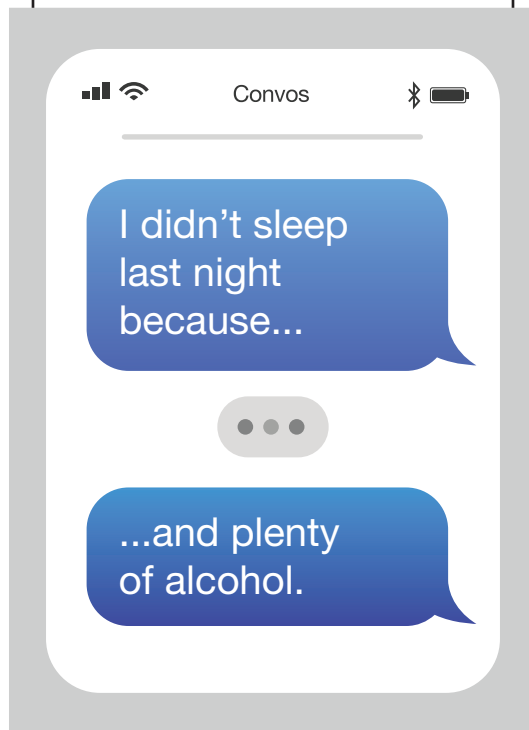 Convos
I didn’t sleep
last night
because...
...and plenty
of alcohol.